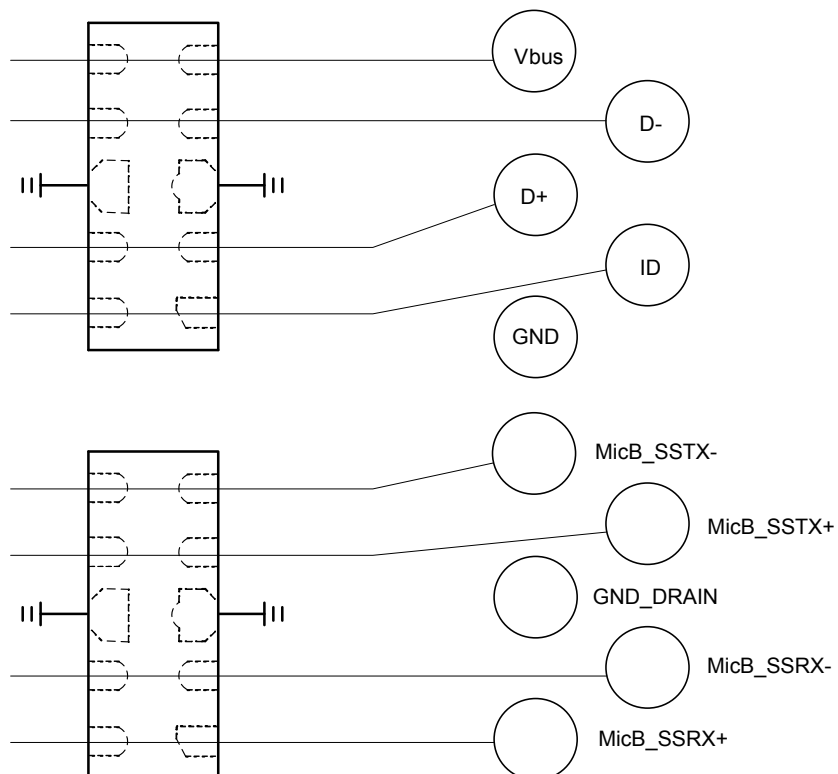 Vbus
D-
D+
ID
GND
MicB_SSTX-
MicB_SSTX+
GND_DRAIN
MicB_SSRX-
MicB_SSRX+